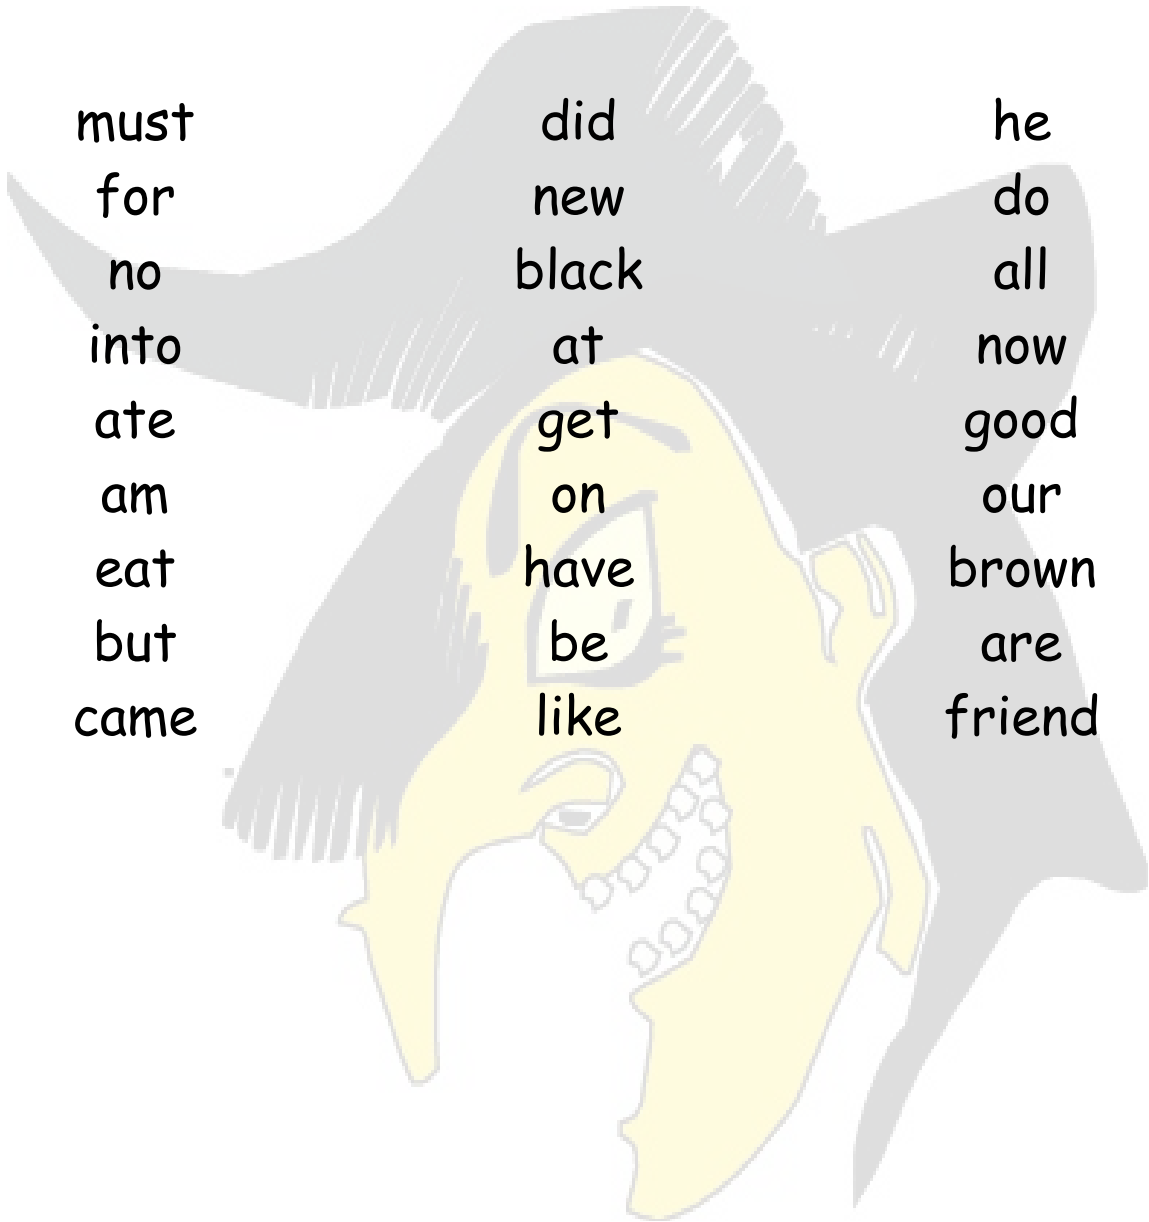 must did he
for new do
no black all
into at now
ate get good
am on our
eat have brown
but be are
came like friend